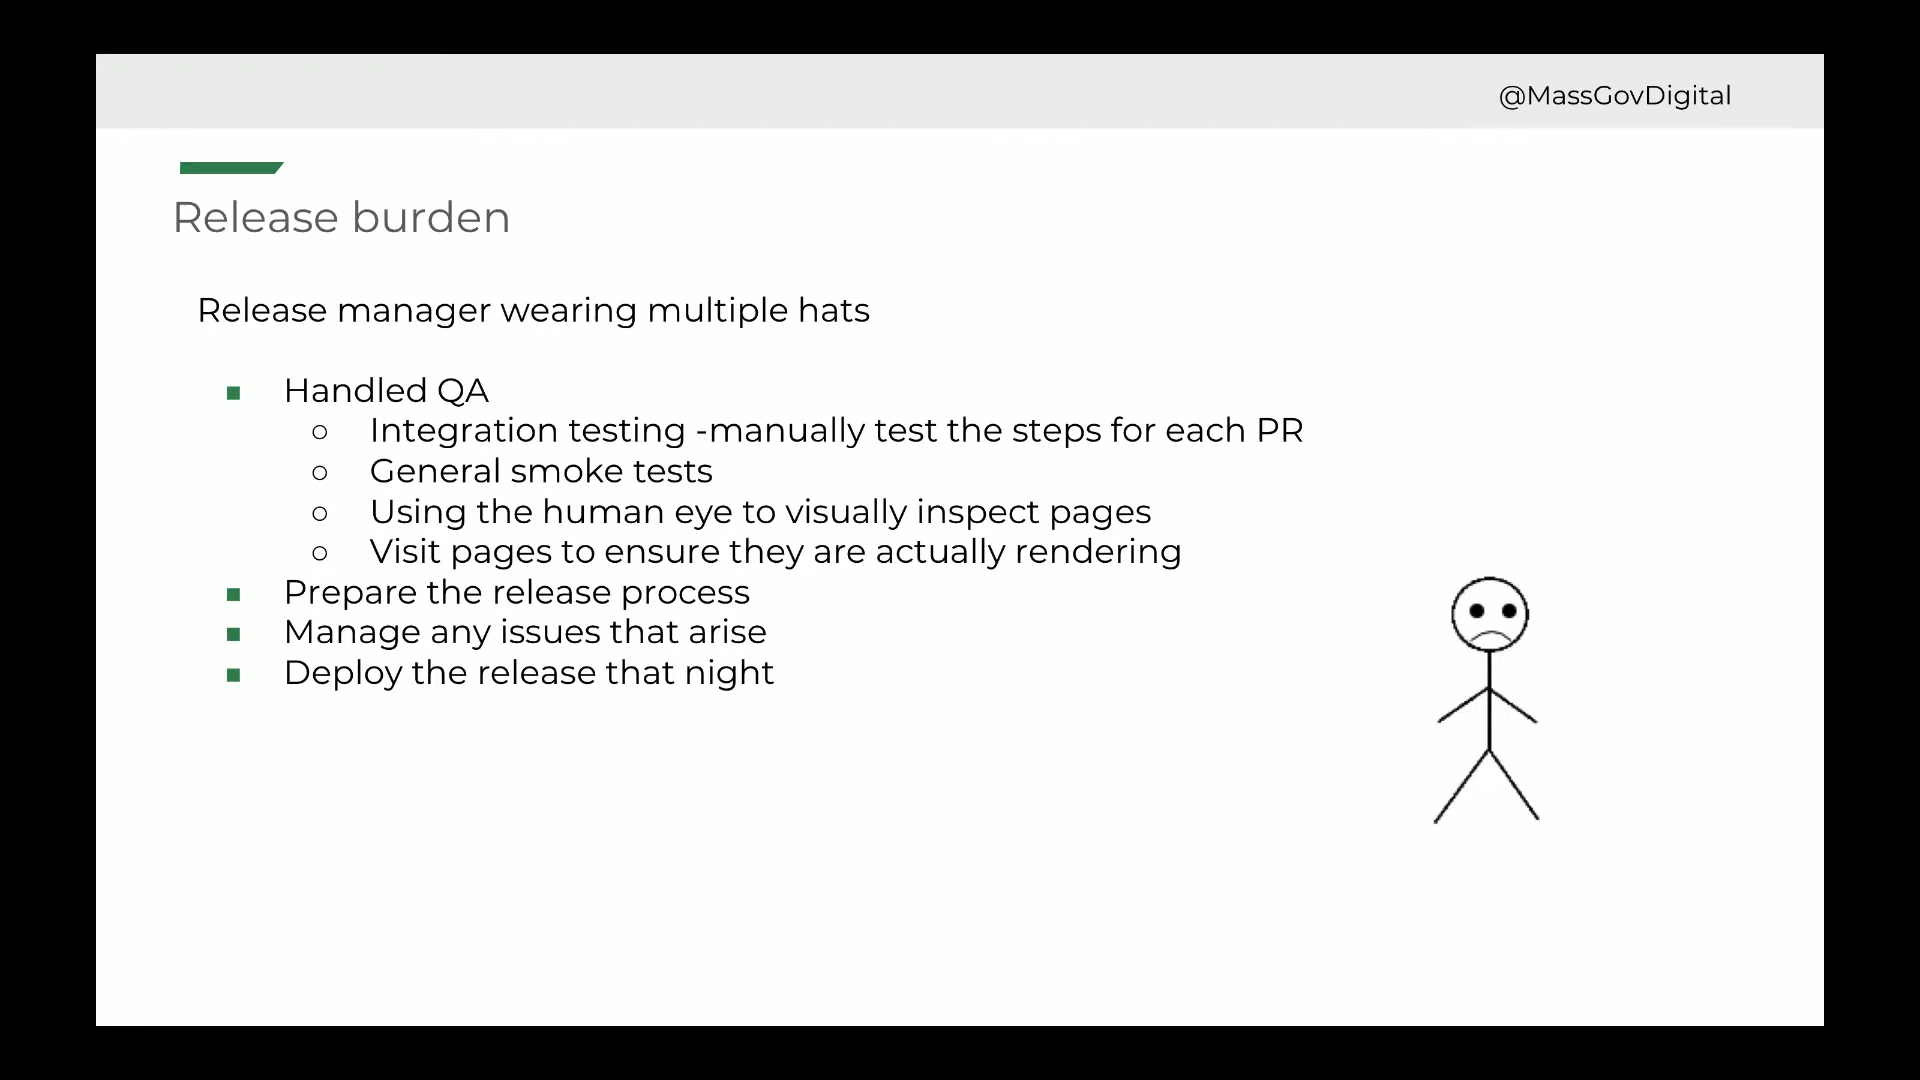 @MassGovDigital
Release burden
Release manager wearing multiple hats
Handled QA
Integration testing -manually test the steps for each PR
General smoke tests
Using the human eye to visually inspect pages
Visit pages to ensure they are actually rendering
Prepare the release process
Manage any issues that arise
Deploy the release that night